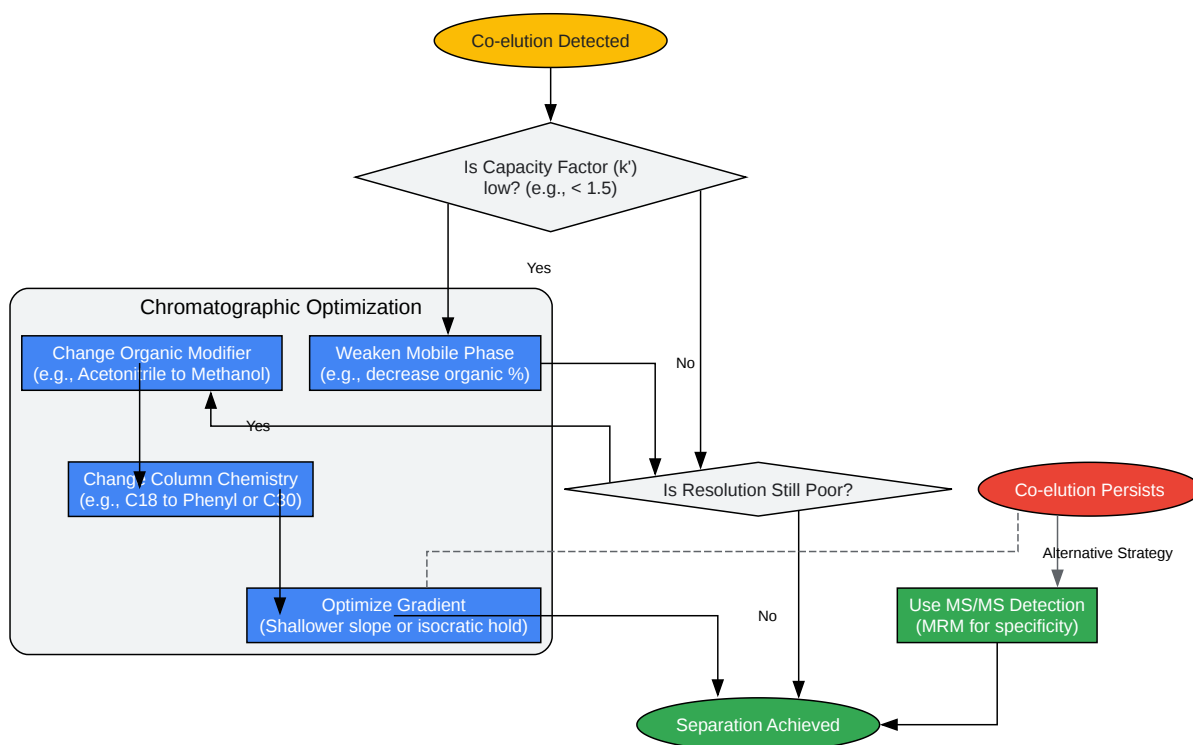 Co-elution Detected
Is Capacity Factor (k')
low? (e.g., < 1.5)
Yes
Chromatographic Optimization
Change Organic Modifier
(e.g., Acetonitrile to Methanol)
Weaken Mobile Phase
(e.g., decrease organic %)
No
Yes
Change Column Chemistry
(e.g., C18 to Phenyl or C30)
Is Resolution Still Poor?
Co-elution Persists
Alternative Strategy
Optimize Gradient
(Shallower slope or isocratic hold)
No
Use MS/MS Detection
(MRM for specificity)
Separation Achieved